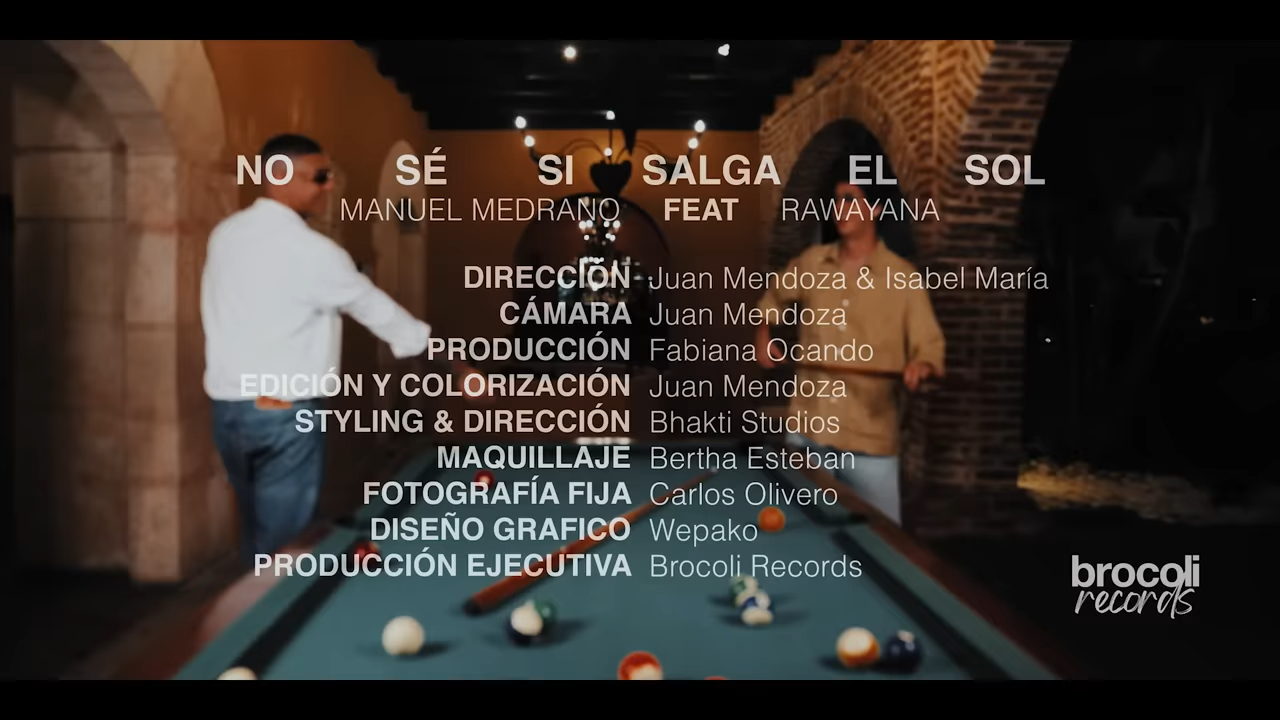 NO SÉ SI SALGA EL SOL
MANUEL MEDRANO FEAT RAWAYANA
DIRECCIÓN Juan Mendoza & Isabel María
CÁMARA Juan Mendoza
PRODUCCIÓN Fabiana Ocando
EDICIÓN Y COLORIZACIÓN Juan Mendoza
STYLING & DIRECCIÓN Bhakti Studios
MAQUILLAJE Bertha Esteban
FOTOGRAFÍA FIJA Carlos Olivero
DISEÑO GRAFICO Wepako
PRODUCCIÓN EJECUTIVA Brocoli Records
brocoli
records